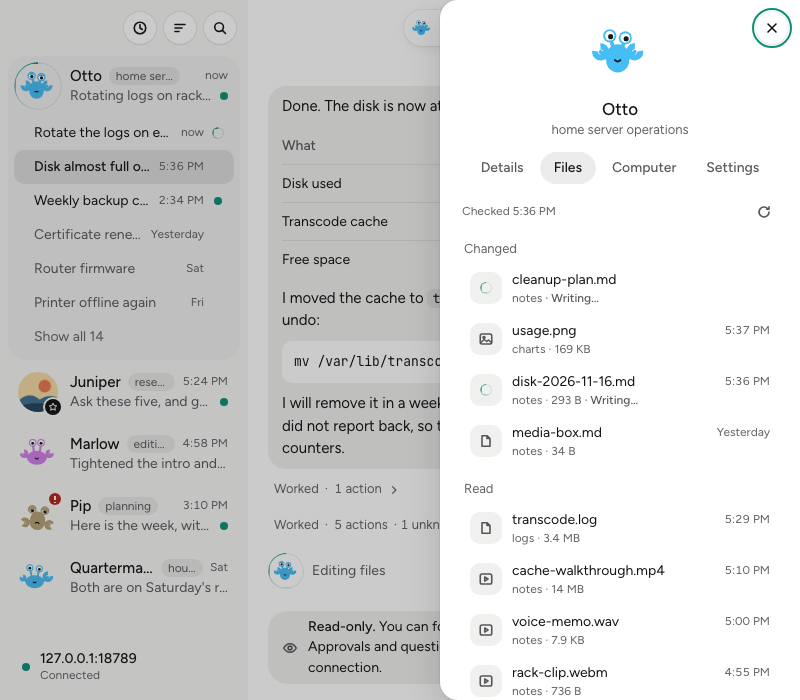 Otto
home ser...
now
Rotating logs on rack...
Rotate the logs on e...
now
Disk almost full o...
5:36 PM
Weekly backup c...
2:34 PM
Certificate rene...
Yesterday
Router firmware
Sat
Printer offline again
Fri
Show all 14
Juniper
rese...
5:24 PM
Ask these five, and g...
Marlow
editi...
4:58 PM
Tightened the intro and...
Pip
planning
3:10 PM
Here is the week, wit...
Quarterma...
hou...
Sat
Both are on Saturday's r...
127.0.0.1:18789
Connected
Done. The disk is now at
What
Disk used
Transcode cache
Free space
I moved the cache to
undo:
mv /var/lib/transco
I will remove it in a week
did not report back, so t
counters.
Worked · 1 action
Worked · 5 actions · 1 unkn
Editing files
Read-only. You can fo
Approvals and questi
connection.
Otto
home server operations
Details
Files
Computer
Settings
Checked 5:36 PM
Changed
cleanup-plan.md
notes · Writing...
usage.png
5:37 PM
charts · 169 KB
disk-2026-11-16.md
5:36 PM
notes · 293 B · Writing...
media-box.md
Yesterday
notes · 34 B
Read
transcode.log
5:29 PM
logs · 3.4 MB
cache-walkthrough.mp4
5:10 PM
notes · 14 MB
voice-memo.wav
5:00 PM
notes · 7.9 KB
rack-clip.webm
4:55 PM
notes · 736 B